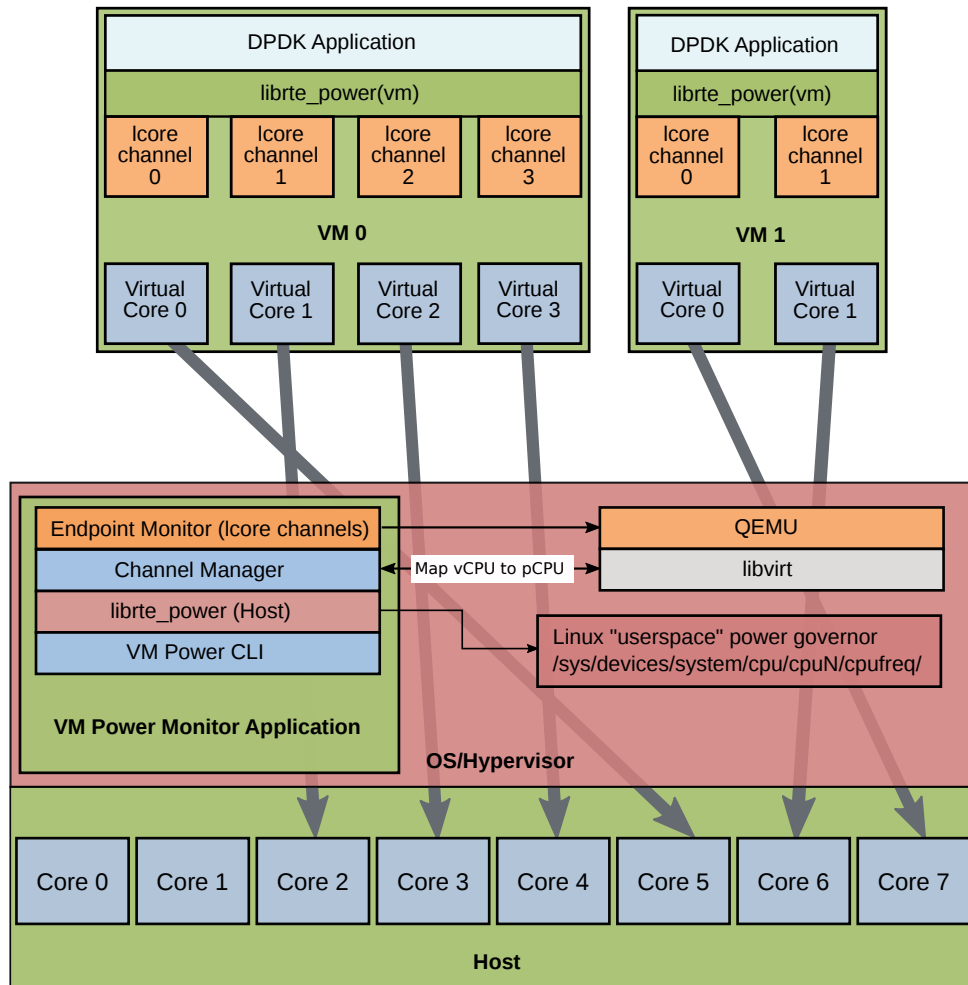 DPDK Application
librte_power(vm)
lcore
channel
0
lcore
channel
1
lcore
channel
2
lcore
channel
3
VM 0
Virtual
Core 0
Virtual
Core 1
Virtual
Core 2
Virtual
Core 3
DPDK Application
librte_power(vm)
lcore
channel
0
lcore
channel
1
VM 1
Virtual
Core 0
Virtual
Core 1
Endpoint Monitor (lcore channels)
Channel Manager
librte_power (Host)
VM Power CLI
VM Power Monitor Application
Map vCPU to pCPU
QEMU
libvirt
Linux "userspace" power governor
/sys/devices/system/cpu/cpuN/cpufreq/
OS/Hypervisor
Core 0
Core 1
Core 2
Core 3
Core 4
Core 5
Core 6
Core 7
Host